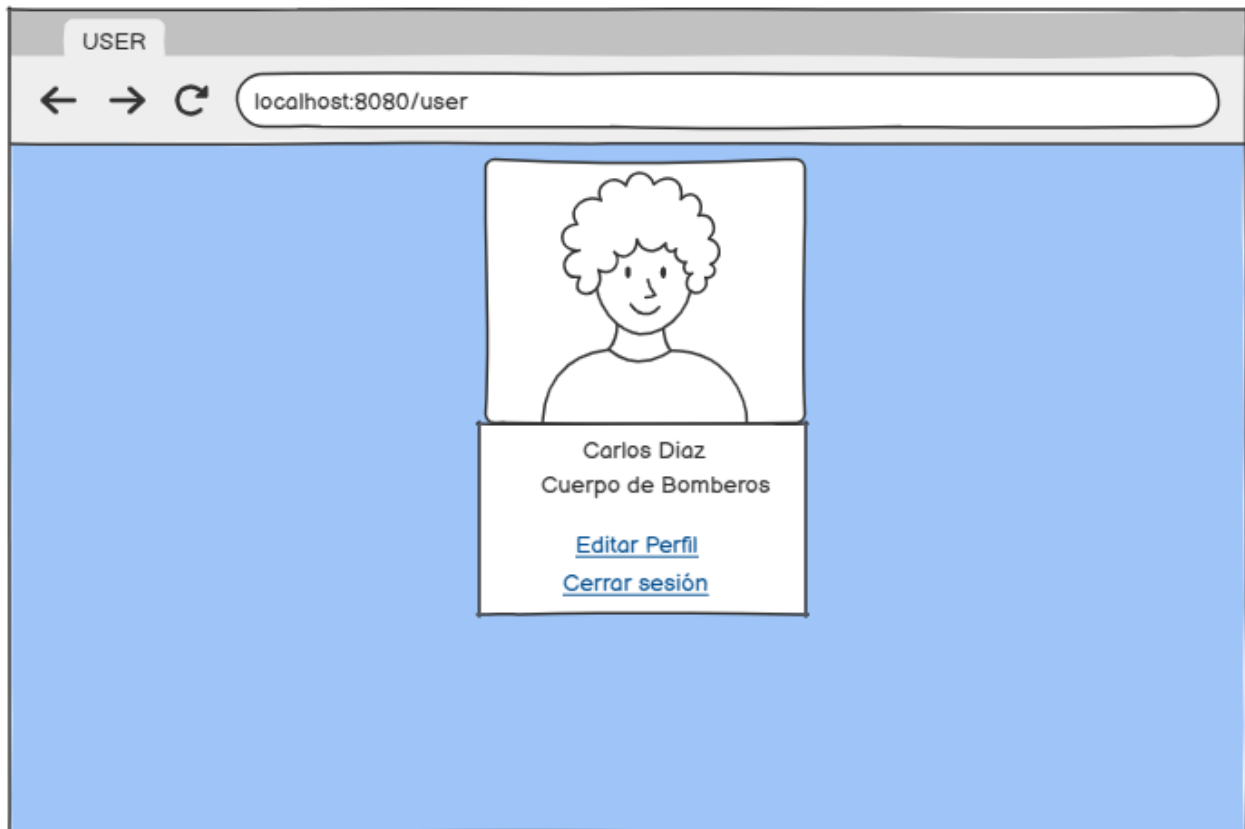 USER
localhost:8080/user
Carlos Diaz
Cuerpo de Bomberos
Editar Perfil
Cerrar sesión